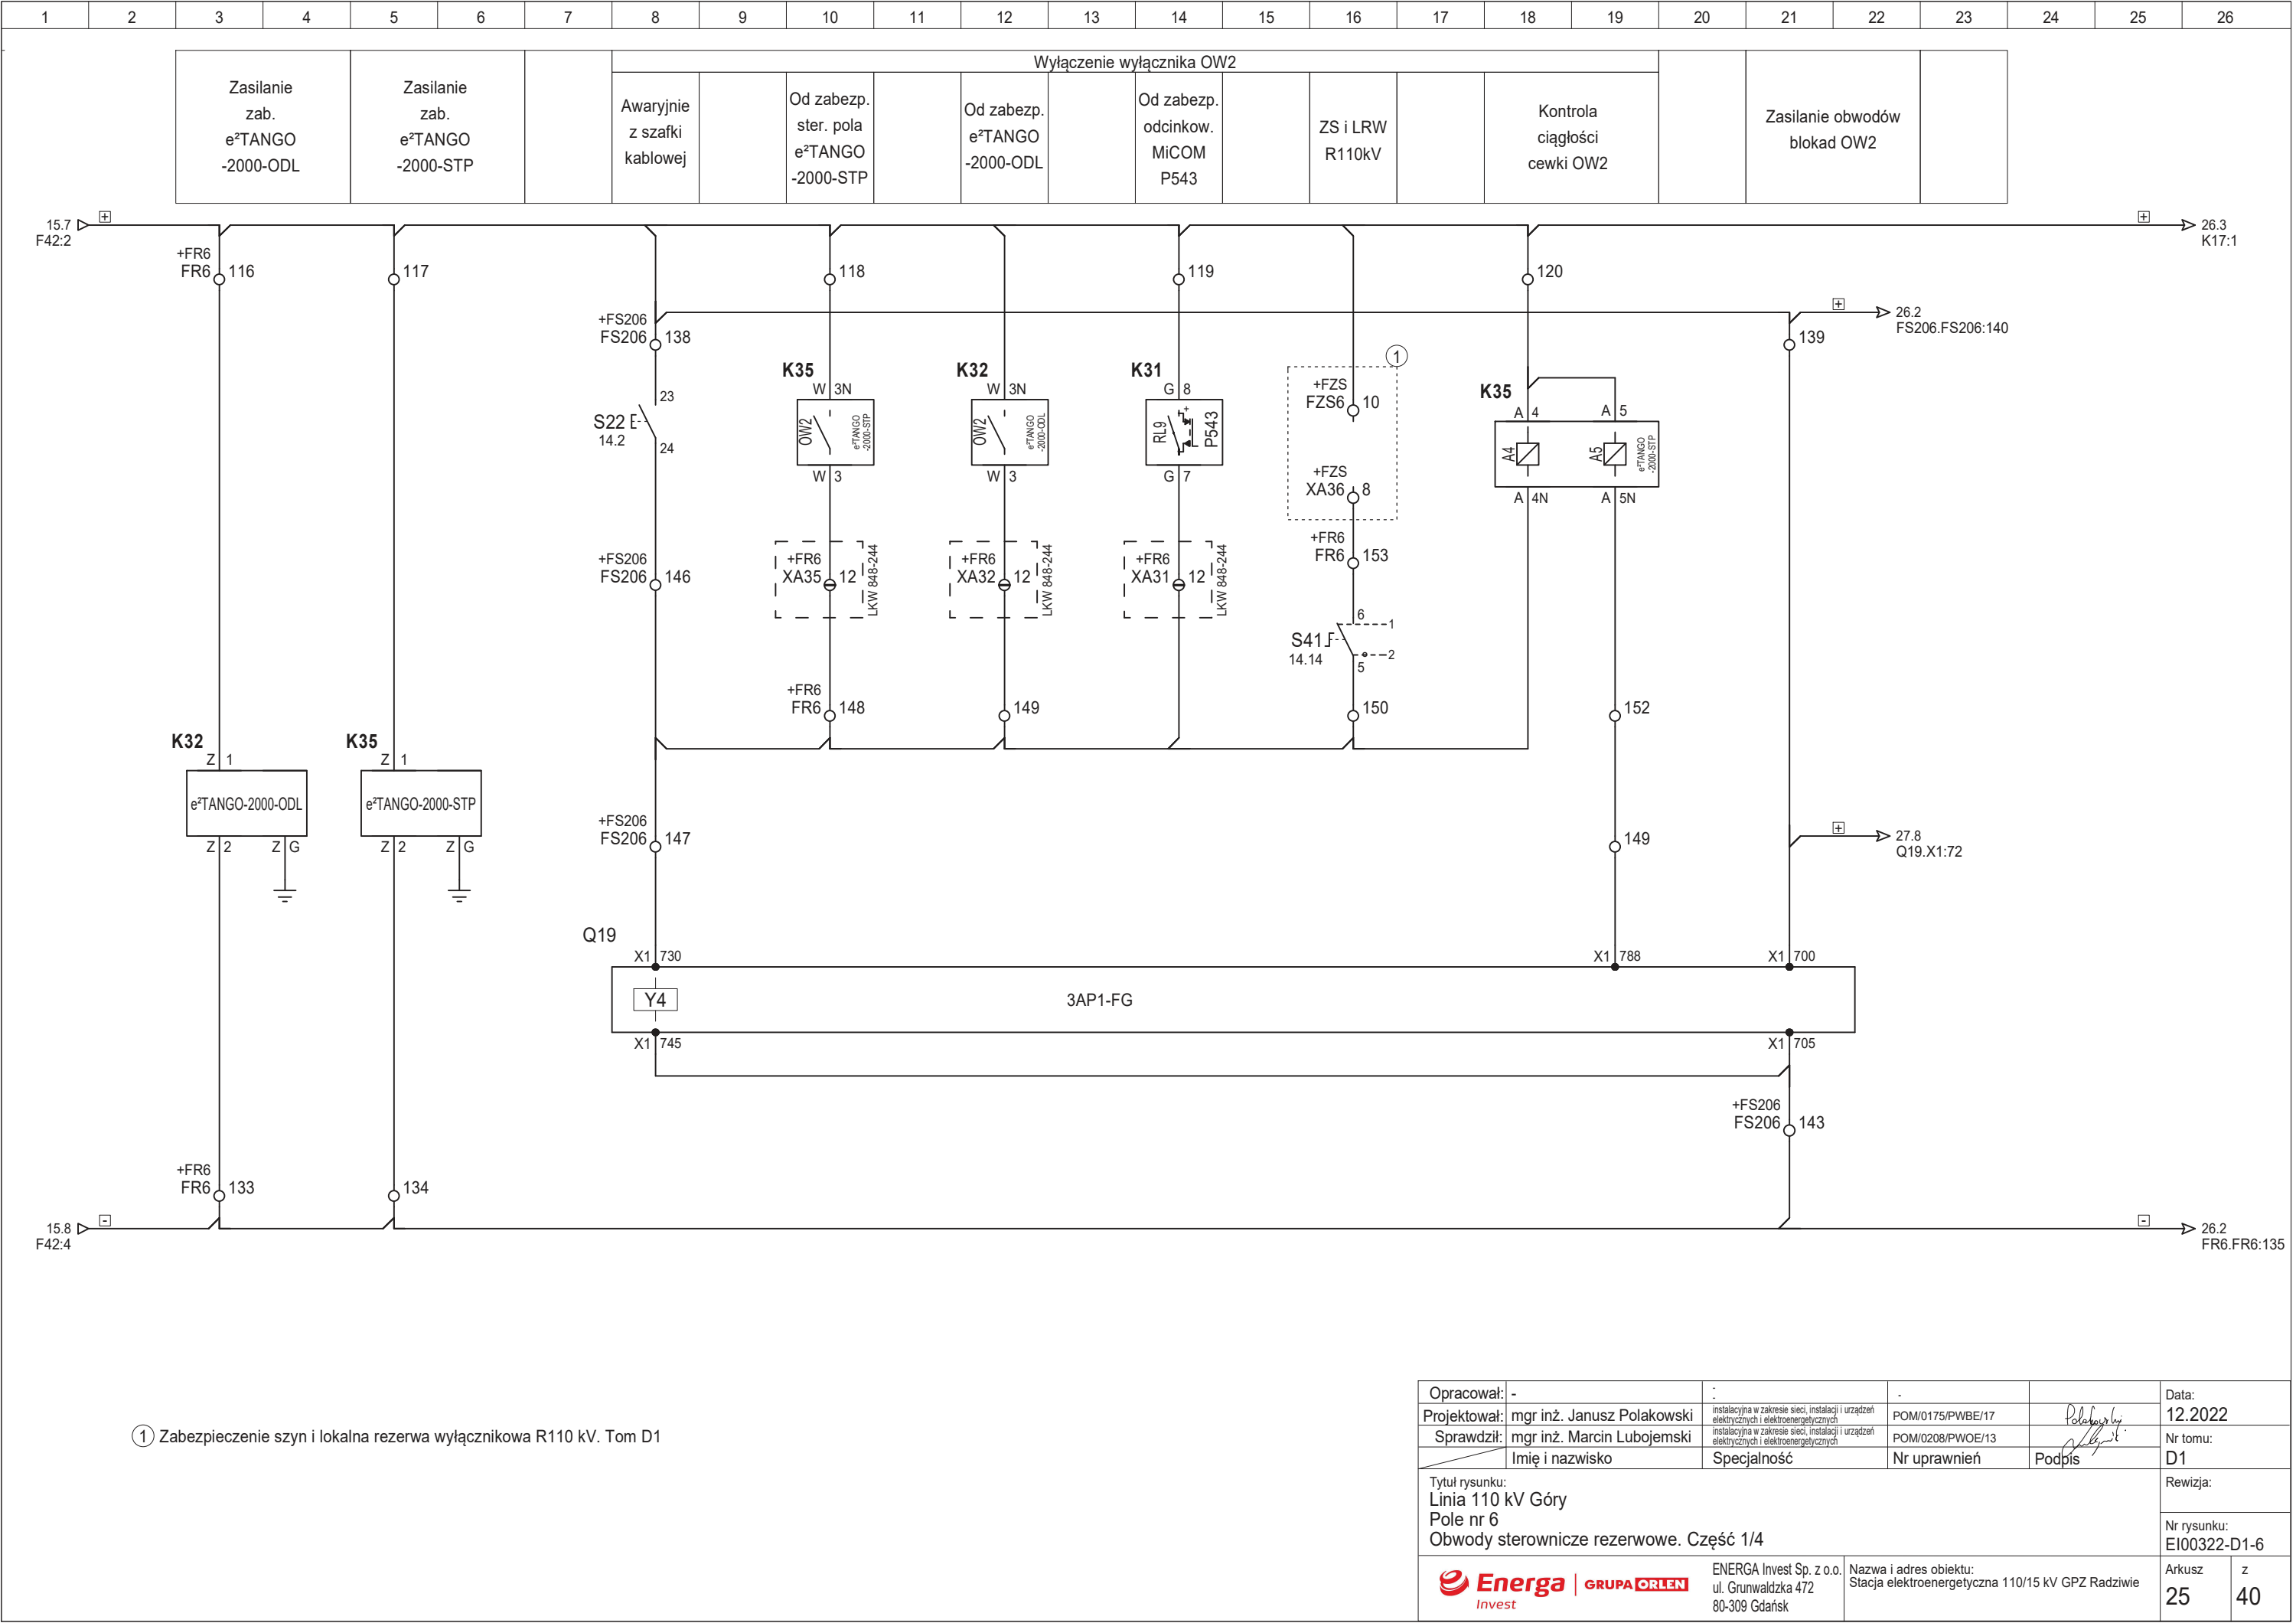 1 2 3 4 5 6 7 8 9 10 11 12 13 14 15 16 17 18 19 20 21 22 23 24 25 26
Wyłączenie wyłącznika OW2
Zasilanie
zab.
e²TANGO
-2000-ODL
Zasilanie
zab.
e²TANGO
-2000-STP
Awaryjnie
z szafki
kablowej
Od zabezp.
ster. pola
e²TANGO
-2000-STP
Od zabezp.
e²TANGO
-2000-ODL
Od zabezp.
odcinkow.
MiCOM
P543
ZS i LRW
R110kV
Kontrola
ciągłości
cewki OW2
Zasilanie obwodów
blokad OW2
15.7
F42:2
+
+
26.3
K17:1
+FR6
FR6 116
117
118
119
120
+
26.2
FS206.FS206:140
+FS206
FS206 138
139
23
S22
14.2
24
K35
W 3N
OW2
e²TANGO
-2000-STP
W 3
K32
W 3N
OW2
e²TANGO
-2000-ODL
W 3
K31
G 8
RL9
+
P543
G 7
1
+FZS
FZS6 10
+FZS
XA36 8
K35
A 4
A 5
A4
A5
e²TANGO
-2000-STP
A 4N
A 5N
+FS206
FS206 146
+FR6
XA35 12
LKW 848-244
+FR6
XA32 12
LKW 848-244
+FR6
XA31 12
LKW 848-244
+FR6
FR6 153
6
1
S41
14.14
2
5
+FR6
FR6 148
149
150
152
K32
Z 1
e²TANGO-2000-ODL
Z 2
Z G
K35
Z 1
e²TANGO-2000-STP
Z 2
Z G
+FS206
FS206 147
149
+
27.8
Q19.X1:72
Q19
X1 730
X1 788
X1 700
Y4
3AP1-FG
X1 745
X1 705
+FS206
FS206 143
+FR6
FR6 133
134
15.8
F42:4
-
-
26.2
FR6.FR6:135
1 Zabezpieczenie szyn i lokalna rezerwa wyłącznikowa R110 kV. Tom D1
Opracował: - - - -
Projektował: mgr inż. Janusz Polakowski
instalacyjna w zakresie sieci, instalacji i urządzeń
elektrycznych i elektroenergetycznych
POM/0175/PWBE/17
Sprawdził: mgr inż. Marcin Lubojemski
instalacyjna w zakresie sieci, instalacji i urządzeń
elektrycznych i elektroenergetycznych
POM/0208/PWOE/13
Imię i nazwisko Specjalność Nr uprawnień Podpis
Data:
12.2022
Nr tomu:
D1
Rewizja:
Nr rysunku:
EI00322-D1-6
Tytuł rysunku:
Linia 110 kV Góry
Pole nr 6
Obwody sterownicze rezerwowe. Część 1/4
Energa
Invest
GRUPA ORLEN
ENERGA Invest Sp. z o.o.
ul. Grunwaldzka 472
80-309 Gdańsk
Nazwa i adres obiektu:
Stacja elektroenergetyczna 110/15 kV GPZ Radziwie
Arkusz z
25 40